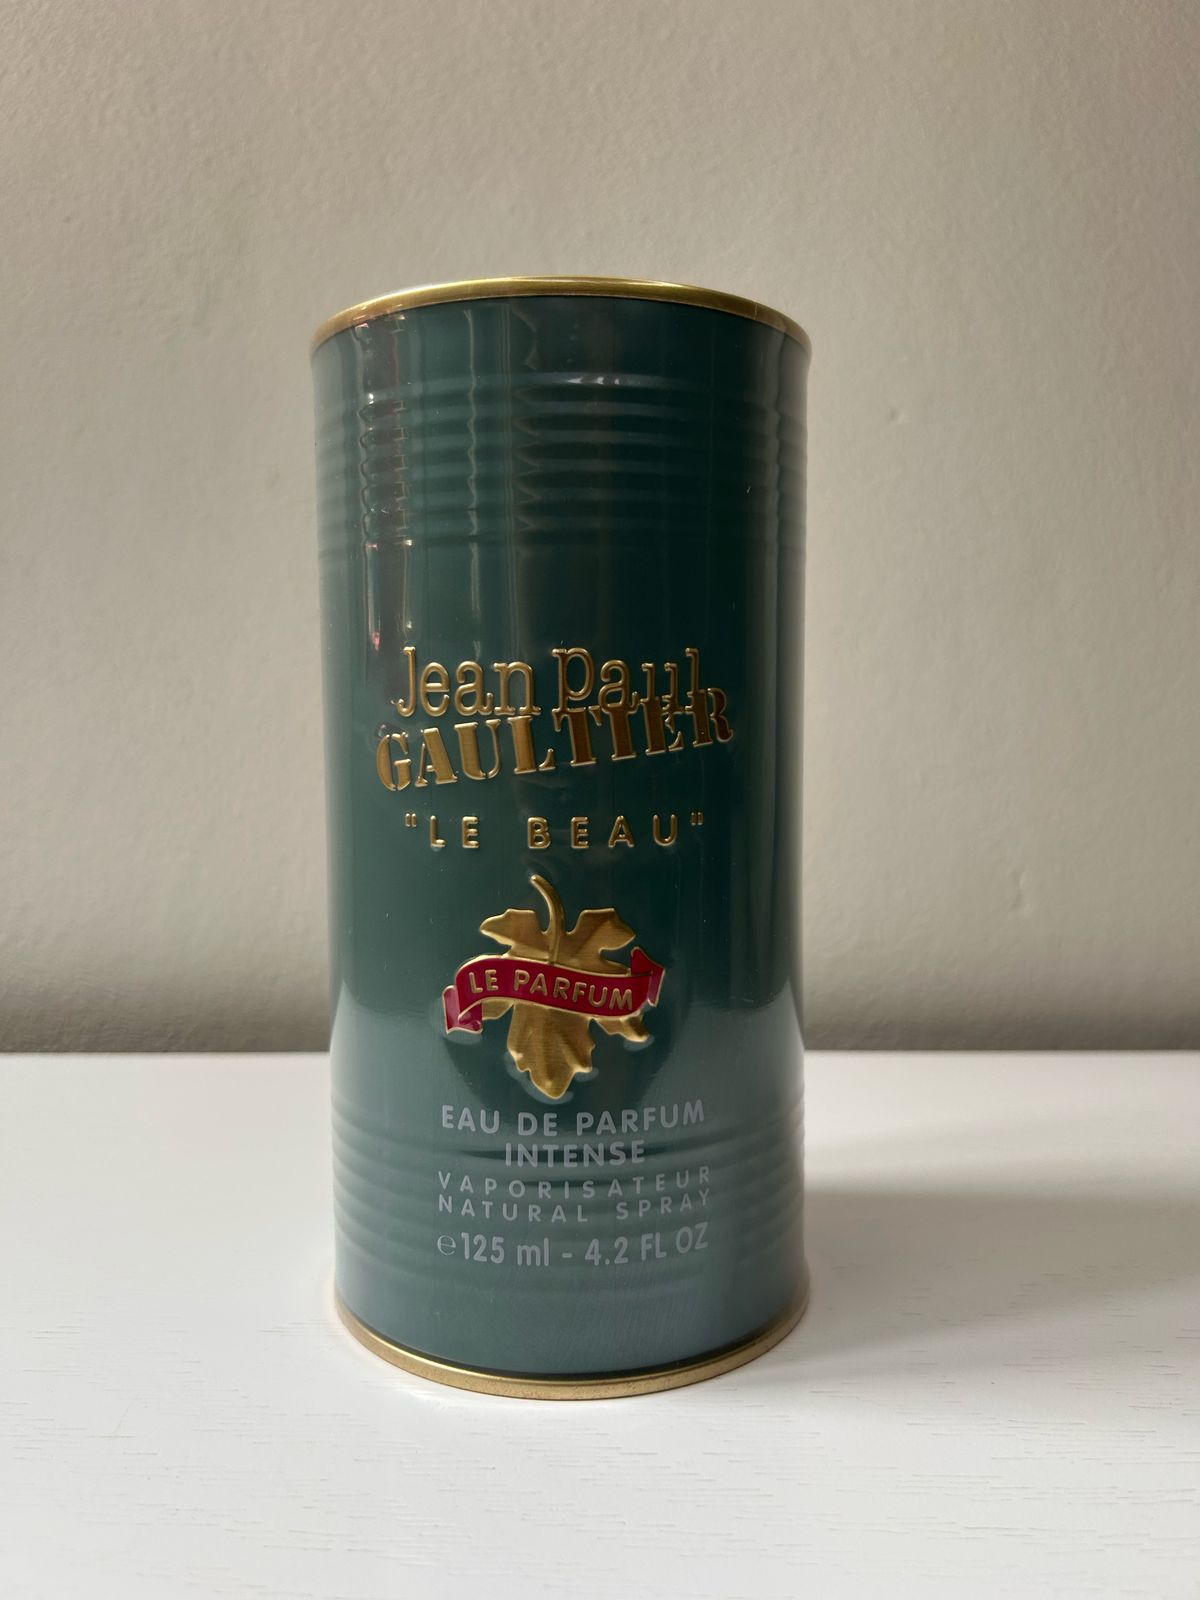 Jean Paul
GAULTIER
"LE BEAU"
LE PARFUM
EAU DE PARFUM
INTENSE
VAPORISATEUR
NATURAL SPRAY
℮125 ml - 4.2 FL OZ